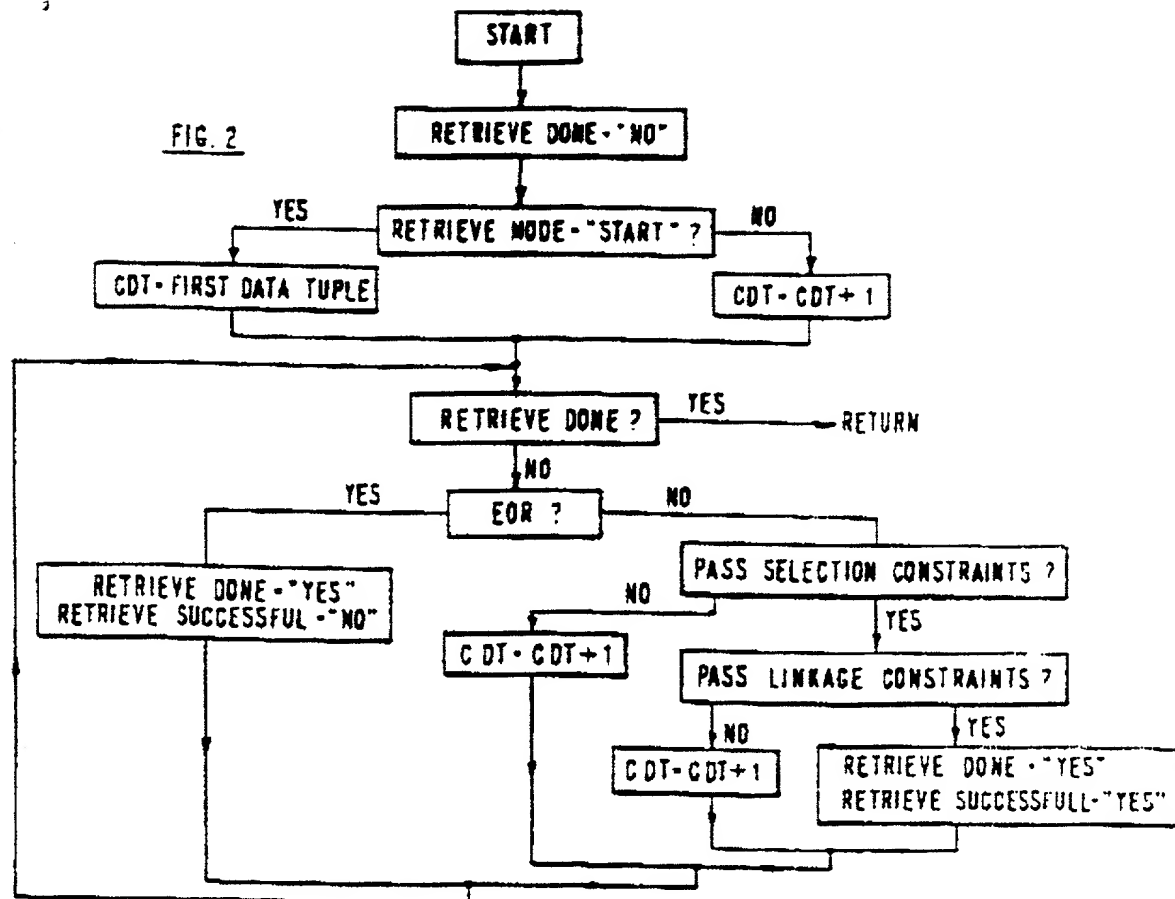 START
FIG. 2
RETRIEVE DONE-"NO"
YES
RETRIEVE MODE-"START" ?
NO
CDT-FIRST DATA TUPLE
CDT-CDT+1
RETRIEVE DONE ?
YES
RETURN
NO
YES
EOR ?
NO
RETRIEVE DONE-"YES"
RETRIEVE SUCCESSFUL-"NO"
PASS SELECTION CONSTRAINTS ?
NO
YES
CDT-CDT+1
PASS LINKAGE CONSTRAINTS ?
NO
YES
CDT-CDT+1
RETRIEVE DONE-"YES"
RETRIEVE SUCCESSFULL-"YES"